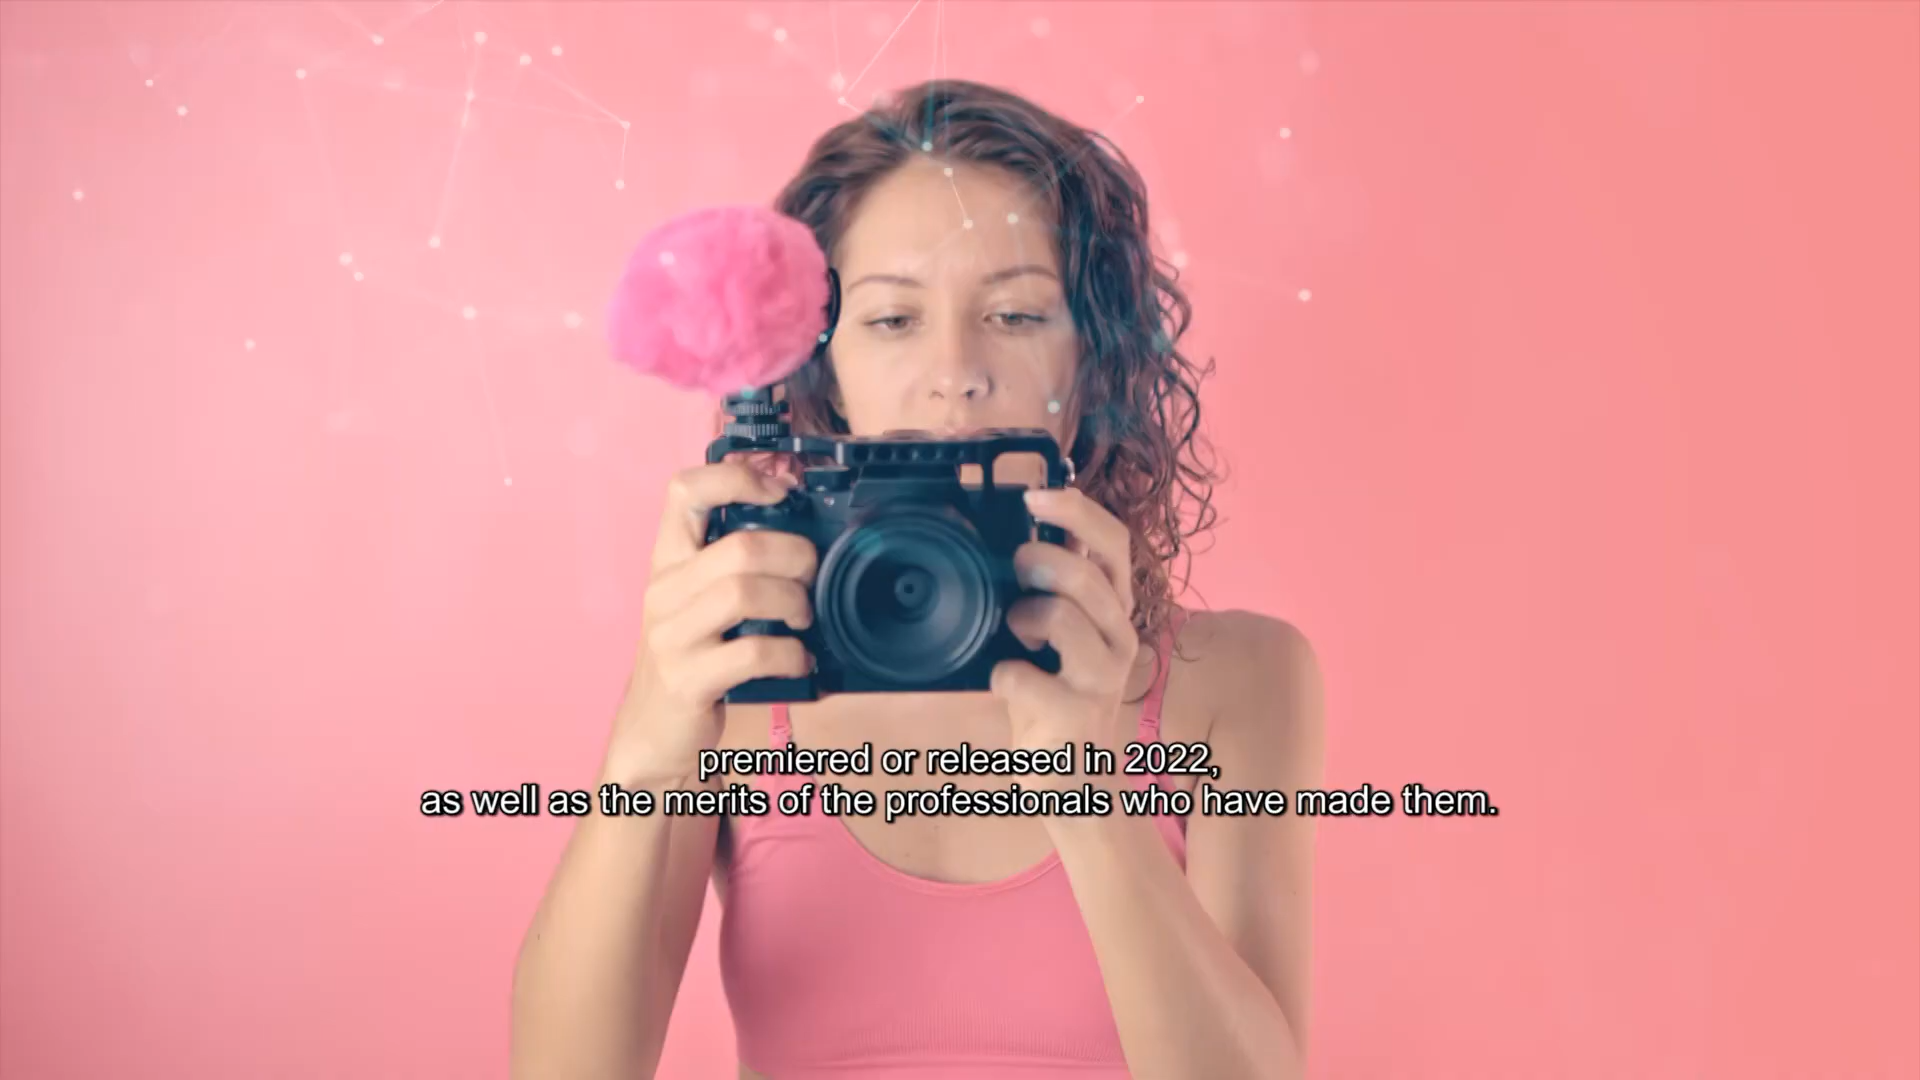 premiered or released in 2022,
as well as the merits of the professionals who have made them.